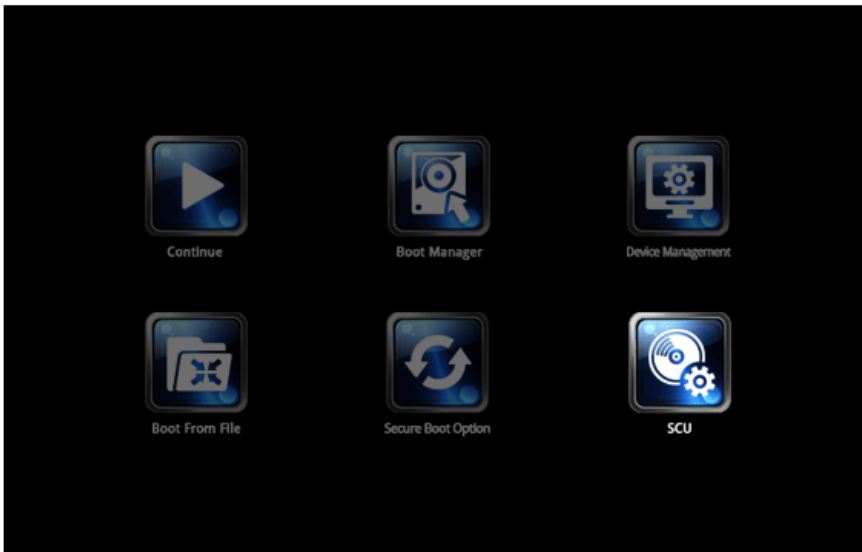 Continue
Boot Manager
Device Management
Boot From File
Secure Boot Option
SCU